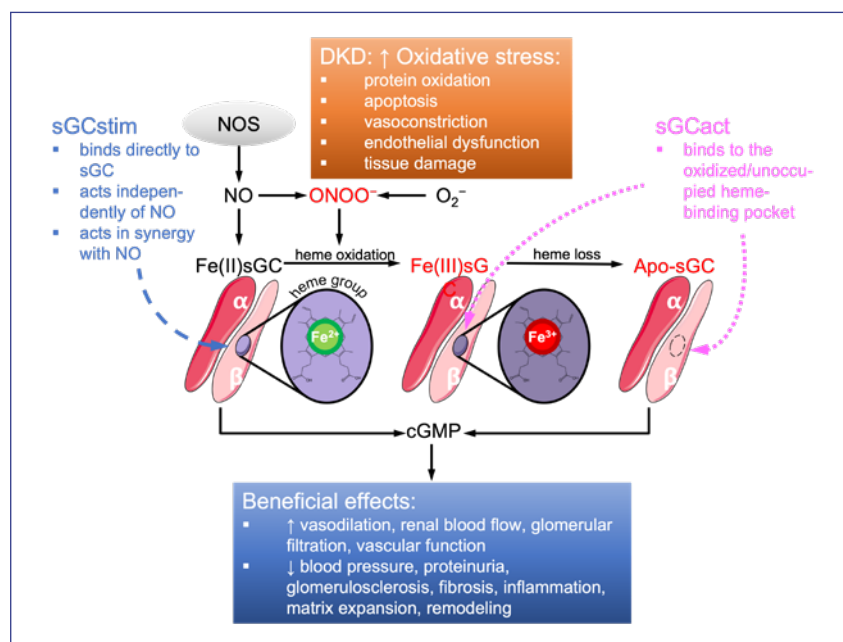 DKD: ↑ Oxidative stress:
▪ protein oxidation
▪ apoptosis
▪ vasoconstriction
▪ endothelial dysfunction
▪ tissue damage
sGCstim
▪ binds directly to
sGC
▪ acts indepen-
dently of NO
▪ acts in synergy
with NO
NOS
sGCact
▪ binds to the
oxidized/unoccu-
pied heme-
binding pocket
NO
ONOO⁻
O₂⁻
Fe(II)sGC
heme oxidation
Fe(III)sG
C
heme loss
Apo-sGC
α
heme group
Fe²⁺
β
α
Fe³⁺
β
α
β
cGMP
Beneficial effects:
▪ ↑ vasodilation, renal blood flow, glomerular
filtration, vascular function
▪ ↓ blood pressure, proteinuria,
glomerulosclerosis, fibrosis, inflammation,
matrix expansion, remodeling